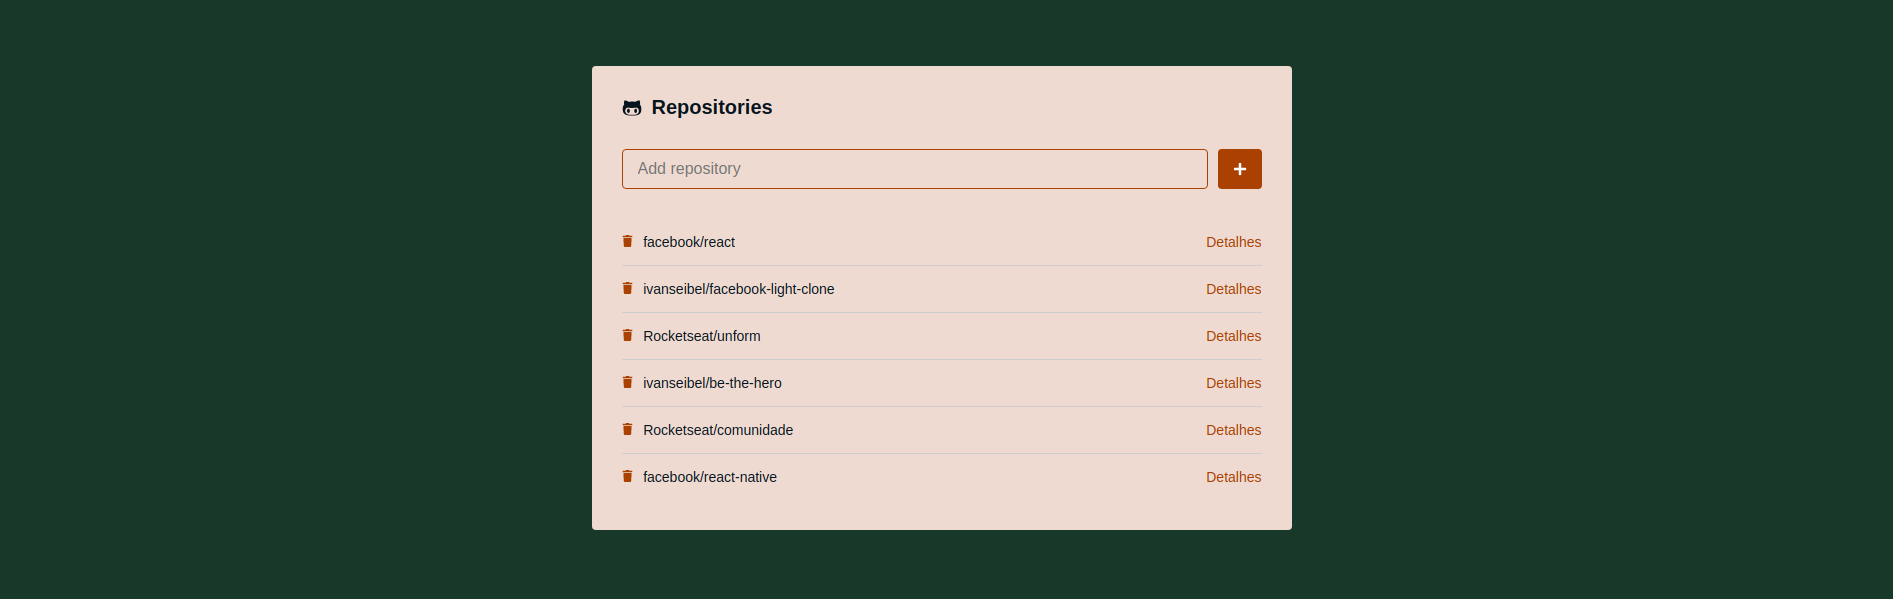 Repositories
Add repository
facebook/react Detalhes
ivanseibel/facebook-light-clone Detalhes
Rocketseat/unform Detalhes
ivanseibel/be-the-hero Detalhes
Rocketseat/comunidade Detalhes
facebook/react-native Detalhes